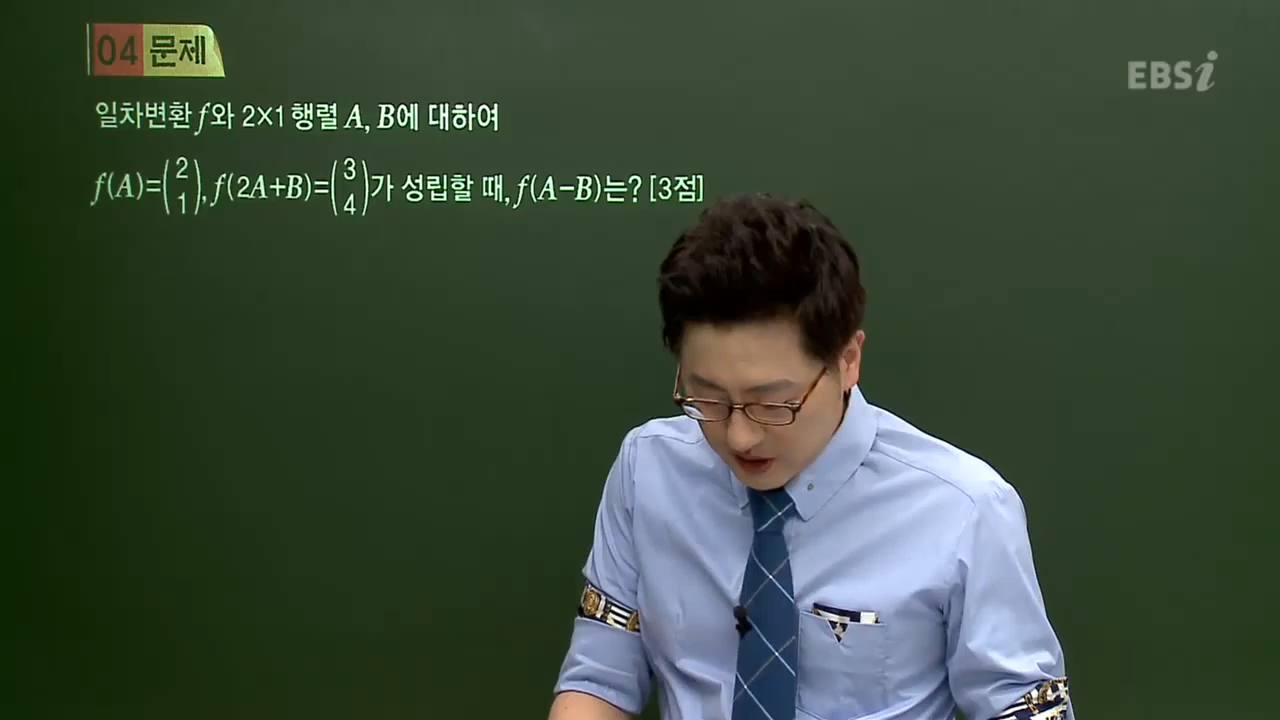 04 문제
EBSi
일차변환 f와 2×1 행렬 A, B에 대하여
f(A)=(2 1), f(2A+B)=(3 4)가 성립할 때, f(A-B)는? [3점]